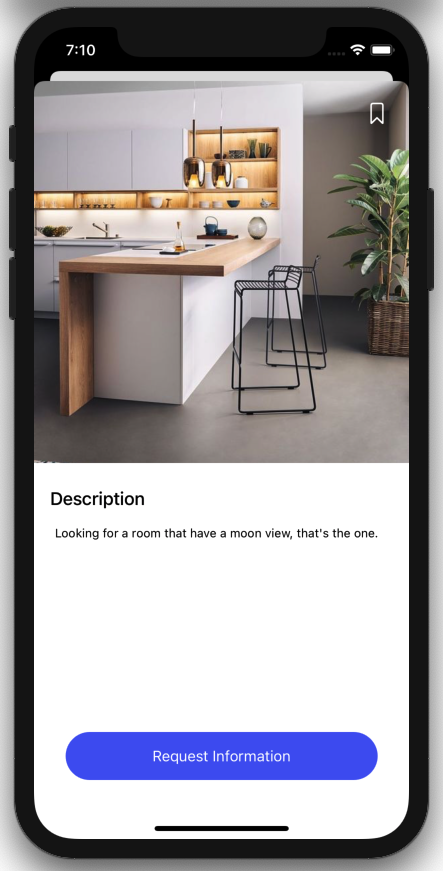 7:10
Description
Looking for a room that have a moon view, that's the one.
Request Information